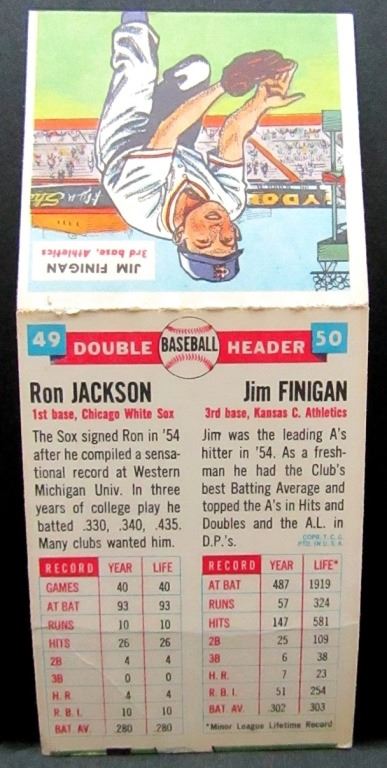 JIM FINIGAN
3rd base, Athletics
49 DOUBLE BASEBALL HEADER 50
Ron JACKSON
1st base, Chicago White Sox
The Sox signed Ron in '54
after he compiled a sensa-
tional record at Western
Michigan Univ. In three
years of college play he
batted .330, .340, .435.
Many clubs wanted him.
RECORD YEAR LIFE
GAMES 40 40
AT BAT 93 93
RUNS 10 10
HITS 26 26
2B 4 4
3B 0 0
H.R. 4 4
R.B.I. 10 10
BAT. AV. .280 .280
Jim FINIGAN
3rd base, Kansas C. Athletics
Jim was the leading A's
hitter in '54. As a fresh-
man he had the Club's
best Batting Average and
topped the A's in Hits and
Doubles and the A.L. in
D.P.'s.
COPR. T.C.G.
PTD. IN U.S.A.
RECORD YEAR LIFE*
AT BAT 487 1919
RUNS 57 324
HITS 147 581
2B 25 109
3B 6 38
H.R. 7 23
R.B.I. 51 254
BAT. AV. .302 .303
*Minor League Lifetime Record